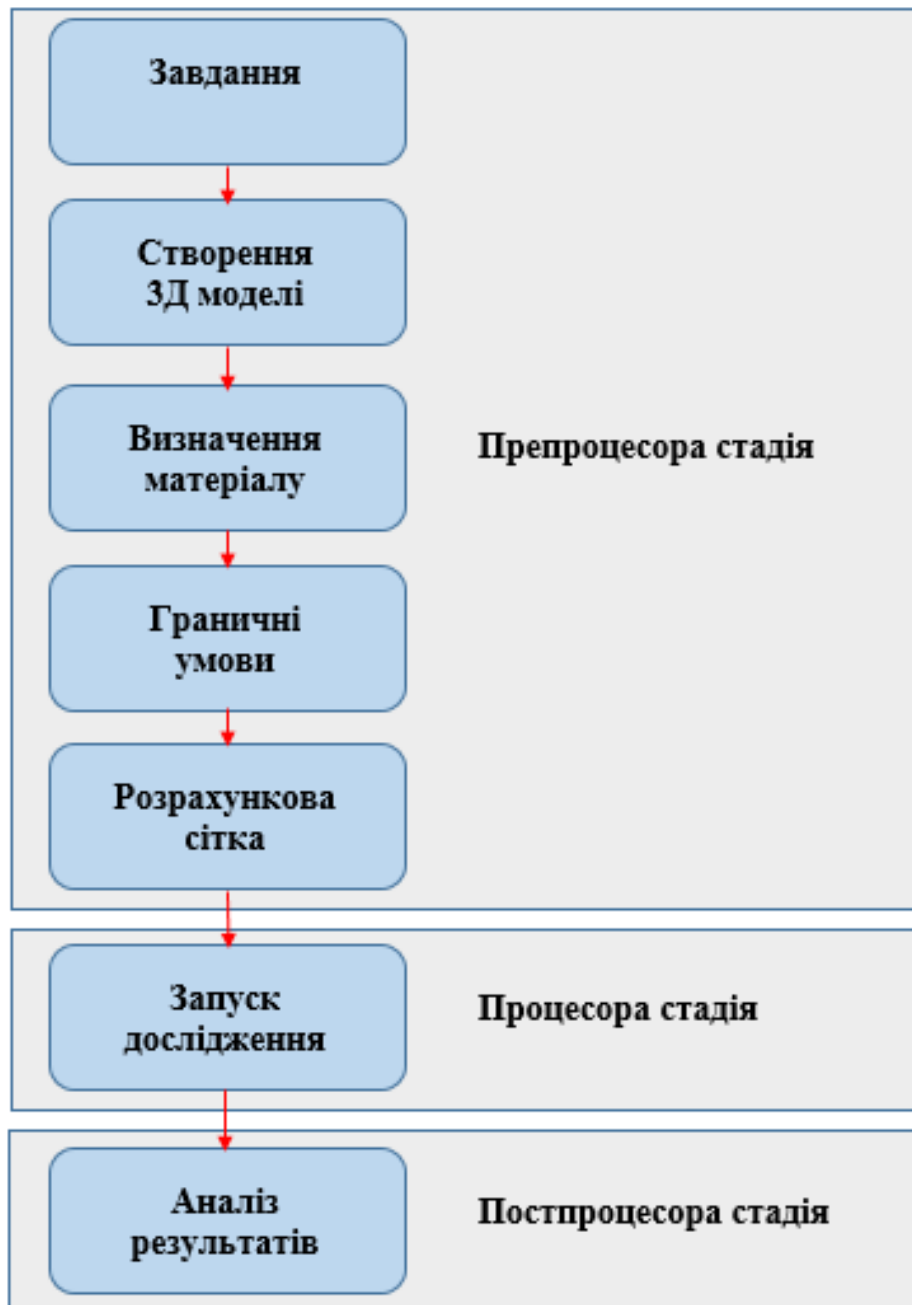 Завдання
Створення
3Д моделі
Визначення
матеріалу
Препроцесора стадія
Граничні
умови
Розрахункова
сітка
Запуск
дослідження
Процесора стадія
Аналіз
результатів
Постпроцесора стадія